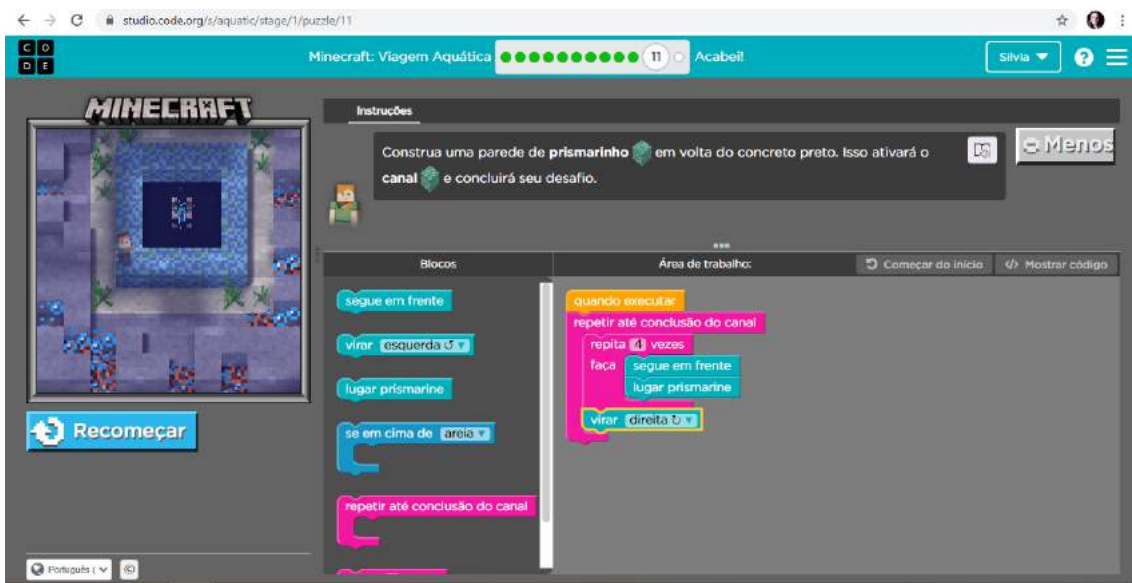 studio.code.org/s/aquatic/stage/1/puzzle/11
C O
D E
Minecraft: Viagem Aquática 11 Acabei!
Silvia
?
MINECRAFT
Instruções
Construa uma parede de prismarinho em volta do concreto preto. Isso ativará o
canal e concluirá seu desafio.
Menos
Blocos
Área de trabalho:
Começar do início
</> Mostrar código
segue em frente
virar esquerda
lugar prismarine
se em cima de areia
repetir até conclusão do canal
quando executar
repetir até conclusão do canal
repita 4 vezes
faça segue em frente
lugar prismarine
virar direita
Recomeçar
Português (
©